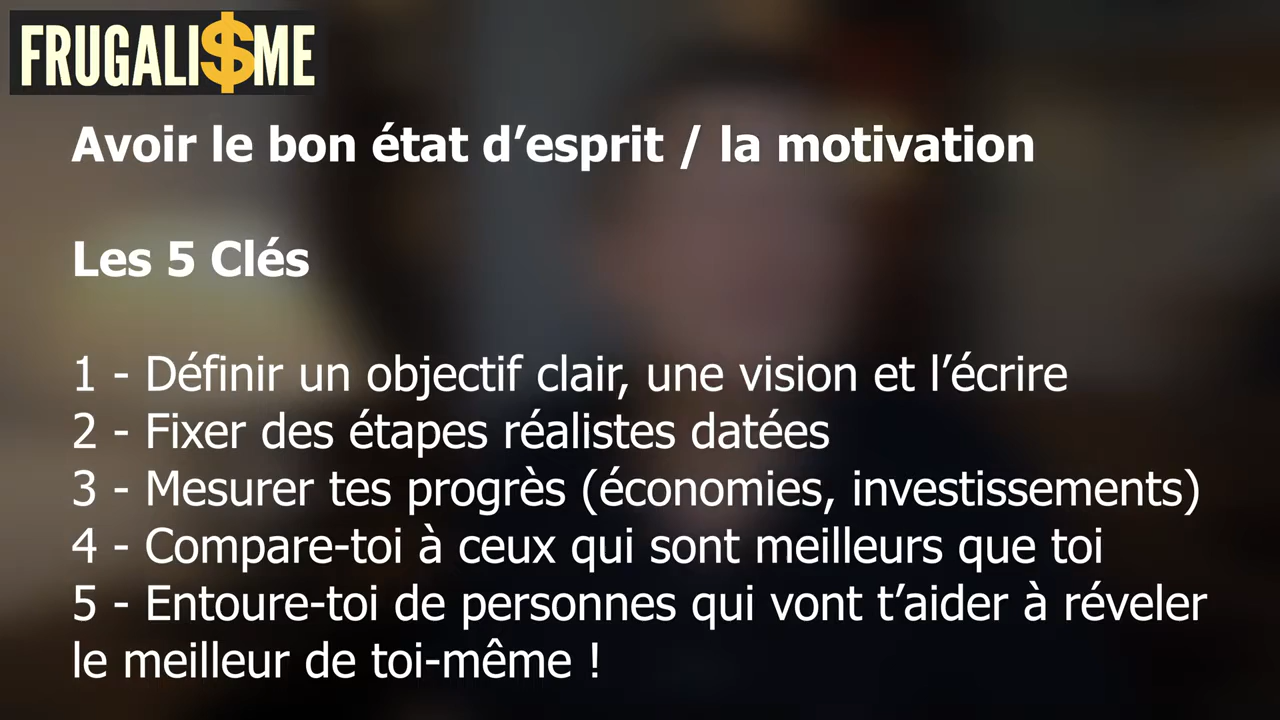 FRUGALI$ME
Avoir le bon état d’esprit / la motivation
Les 5 Clés
1 - Définir un objectif clair, une vision et l’écrire
2 - Fixer des étapes réalistes datées
3 - Mesurer tes progrès (économies, investissements)
4 - Compare-toi à ceux qui sont meilleurs que toi
5 - Entoure-toi de personnes qui vont t’aider à réveler
le meilleur de toi-même !